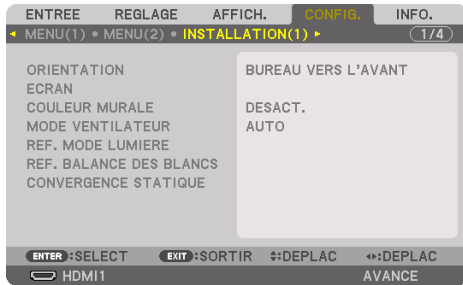 ENTREE REGLAGE AFFICH. CONFIG. INFO.
MENU(1) MENU(2) INSTALLATION(1) 1/4
ORIENTATION BUREAU VERS L'AVANT
ECRAN
COULEUR MURALE DESACT.
MODE VENTILATEUR AUTO
REF. MODE LUMIERE
REF. BALANCE DES BLANCS
CONVERGENCE STATIQUE
ENTER :SELECT EXIT :SORTIR :DEPLAC :DEPLAC
HDMI1 AVANCE